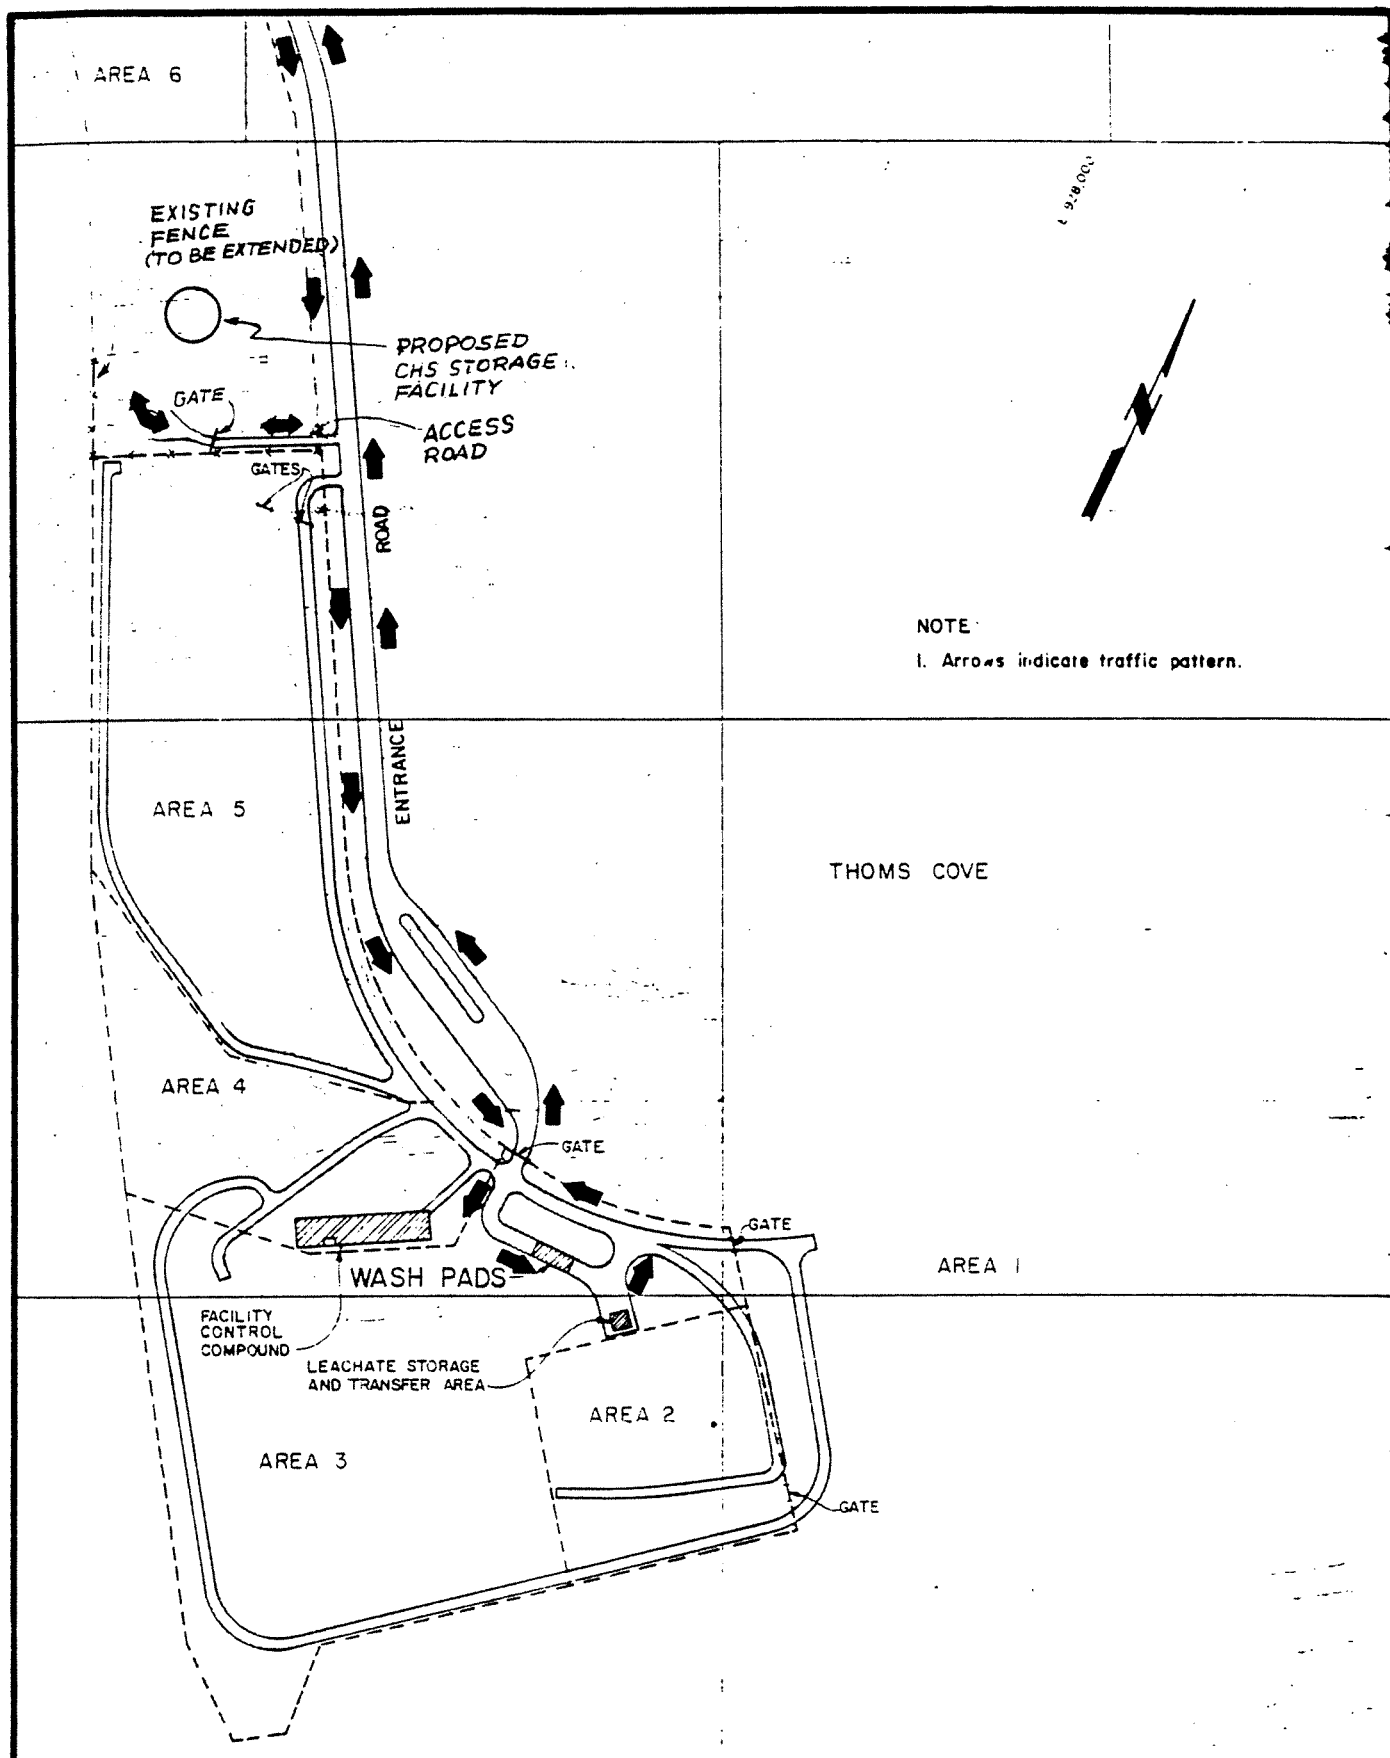 AREA 6
E 928,000
EXISTING
FENCE
(TO BE EXTENDED)
PROPOSED
CHS STORAGE
FACILITY
GATE
ACCESS
ROAD
GATES
ENTRANCE ROAD
NOTE:
1. Arrows indicate traffic pattern.
AREA 5
THOMS COVE
AREA 4
GATE
GATE
AREA 1
WASH PADS
FACILITY
CONTROL
COMPOUND
LEACHATE STORAGE
AND TRANSFER AREA
AREA 2
AREA 3
GATE